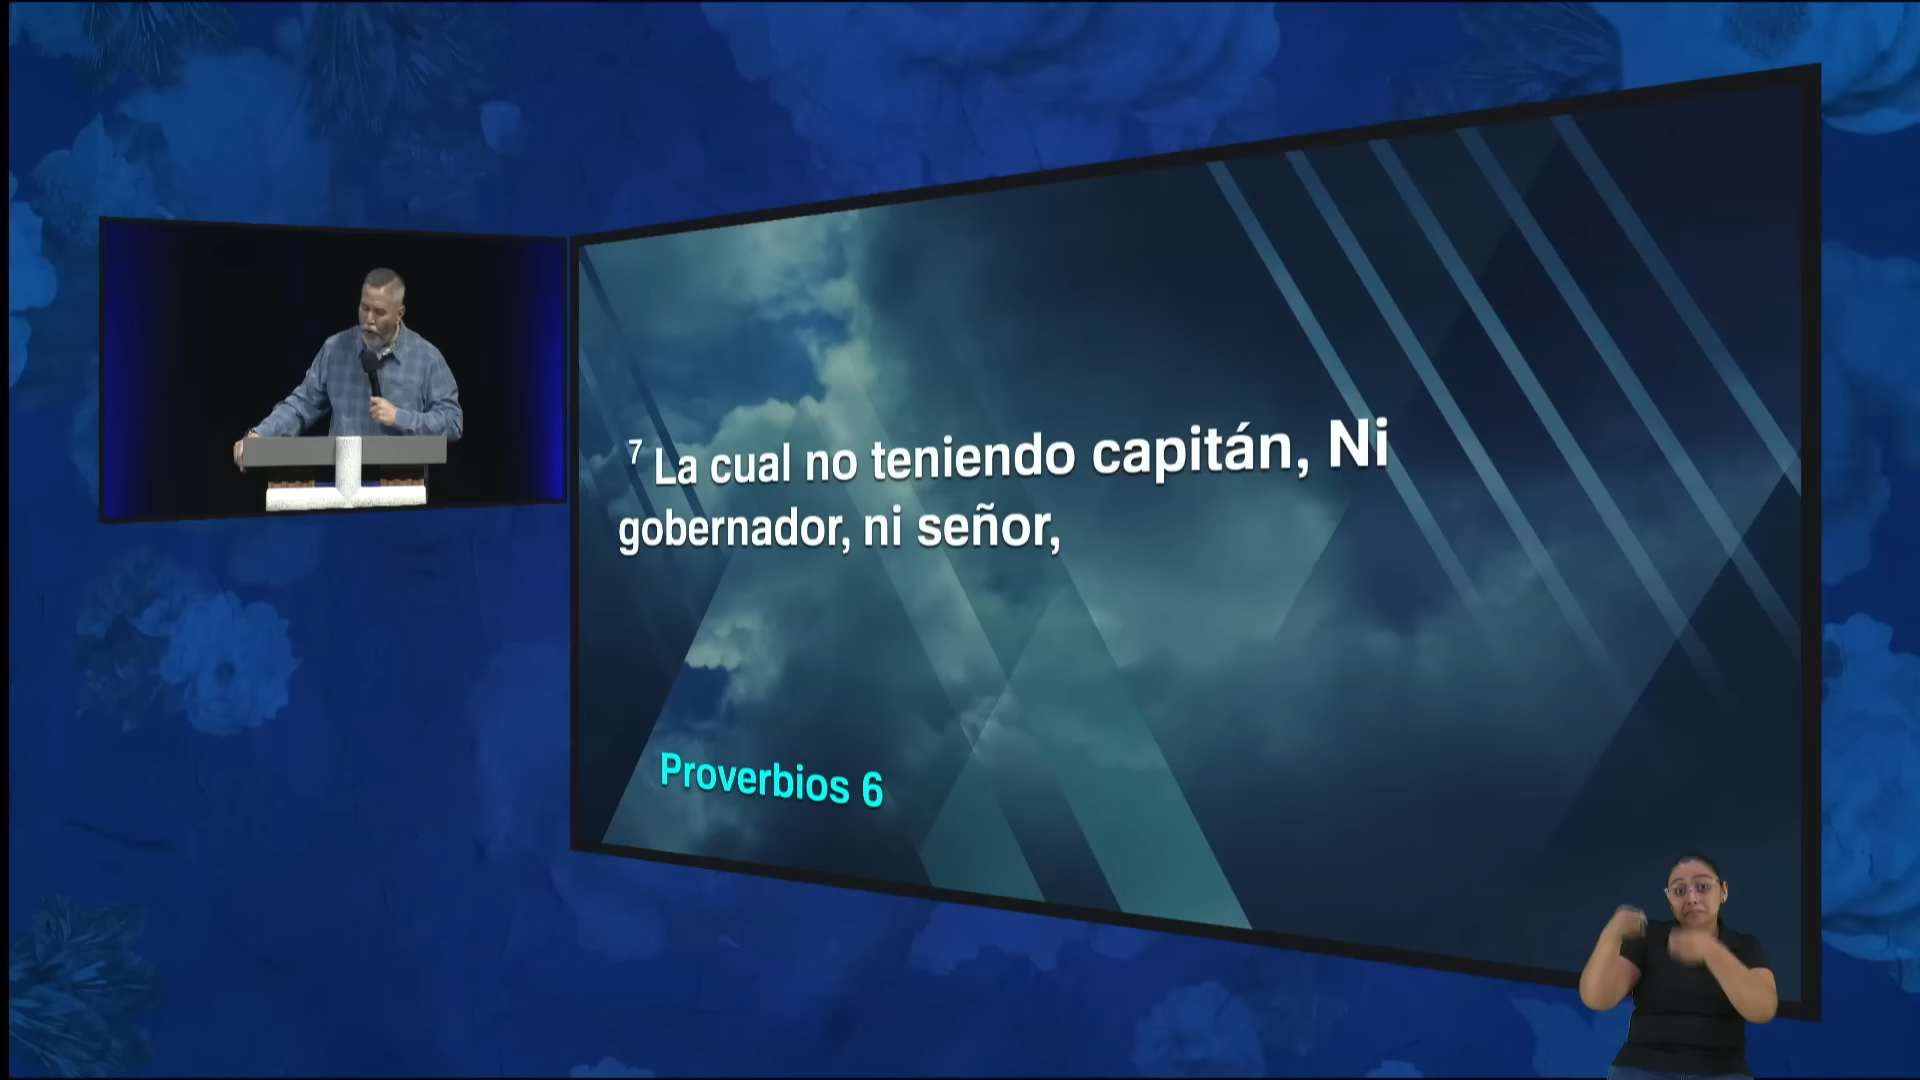 7 La cual no teniendo capitán, Ni
gobernador, ni señor,
Proverbios 6